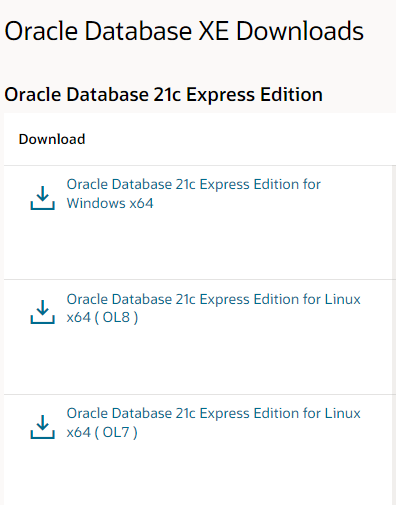 Oracle Database XE Downloads
Oracle Database 21c Express Edition
Download
Oracle Database 21c Express Edition for
Windows x64
Oracle Database 21c Express Edition for Linux
x64 ( OL8 )
Oracle Database 21c Express Edition for Linux
x64 ( OL7 )